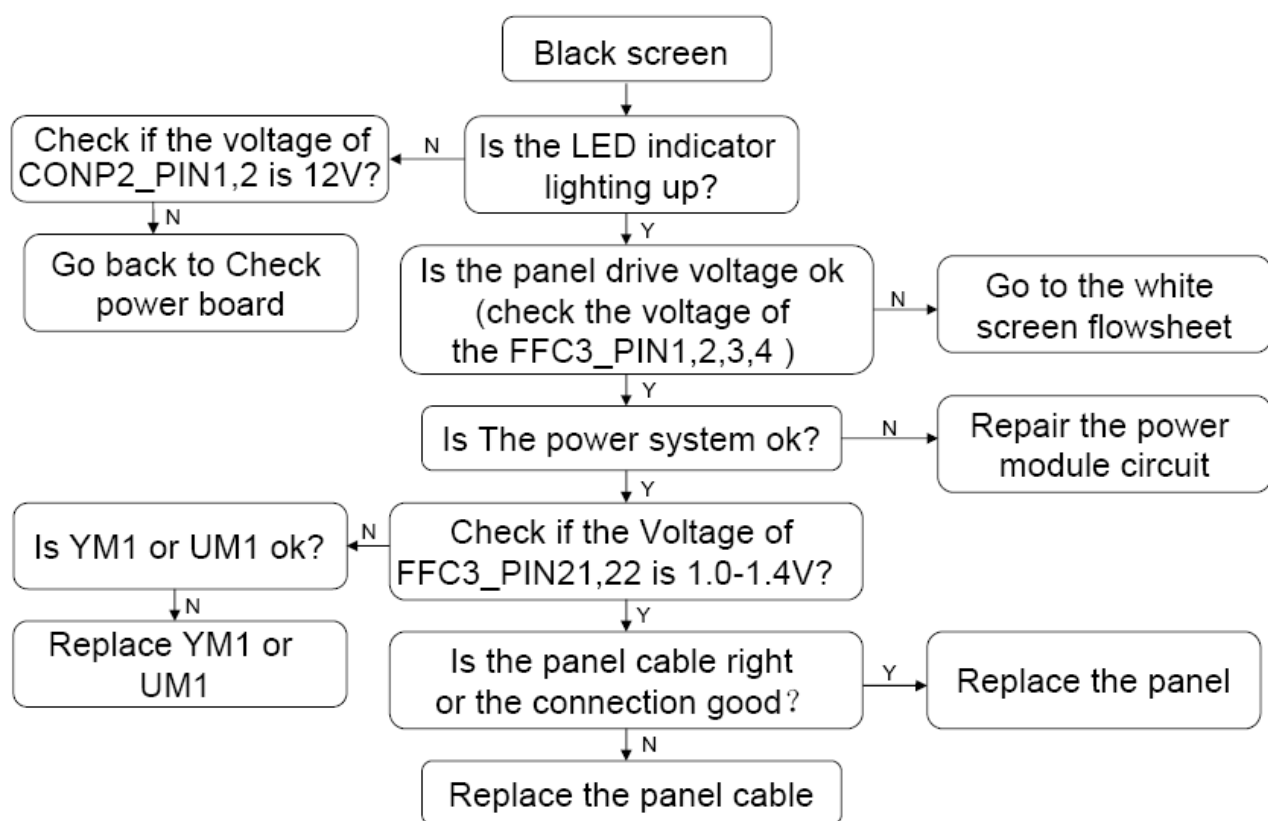 Black screen
Check if the voltage of
CONP2_PIN1,2 is 12V?
N
Is the LED indicator
lighting up?
N
Y
Go back to Check
power board
Is the panel drive voltage ok
(check the voltage of
the FFC3_PIN1,2,3,4 )
N
Go to the white
screen flowsheet
Y
Is The power system ok?
N
Repair the power
module circuit
Y
Is YM1 or UM1 ok?
N
Check if the Voltage of
FFC3_PIN21,22 is 1.0-1.4V?
N
Y
Replace YM1 or
UM1
Is the panel cable right
or the connection good?
Y
Replace the panel
N
Replace the panel cable